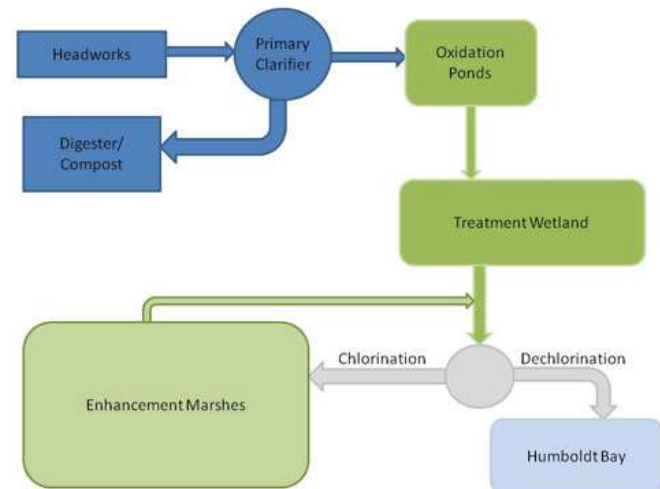 Headworks
Primary
Clarifier
Oxidation
Ponds
Digester/
Compost
Treatment Wetland
Chlorination
Dechlorination
Enhancement Marshes
Humboldt Bay